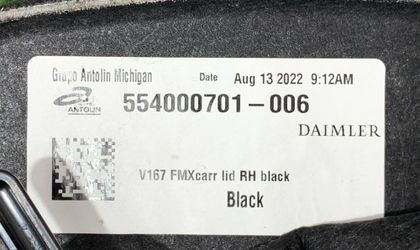 Grupo Antolin Michigan Date Aug 13 2022 9:12AM
ANTOLIN
554000701-006
DAIMLER
V167 FMXcarr lid RH black
Black